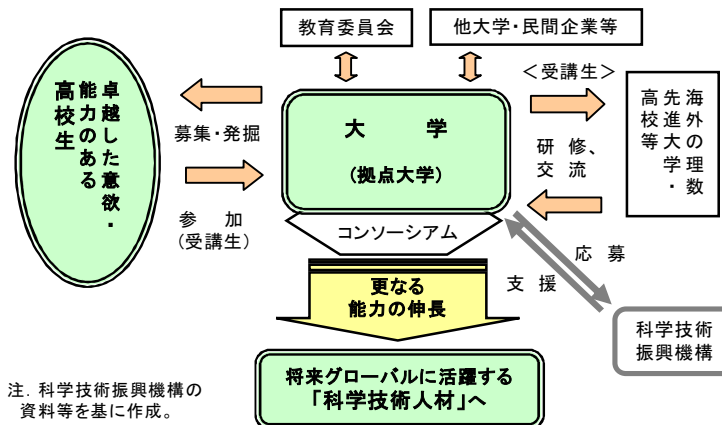 教育委員会
他大学・民間企業等
卓越した意欲・
能力のある
高校生
募集・発掘
参 加
(受講生)
大 学
(拠点大学)
コンソーシアム
＜受講生＞
研 修、
交 流
海外の理数
先進大学・
高校等
応 募
支 援
科学技術
振興機構
更なる
能力の伸長
将来グローバルに活躍する
「科学技術人材」へ
注．科学技術振興機構の
資料等を基に作成。